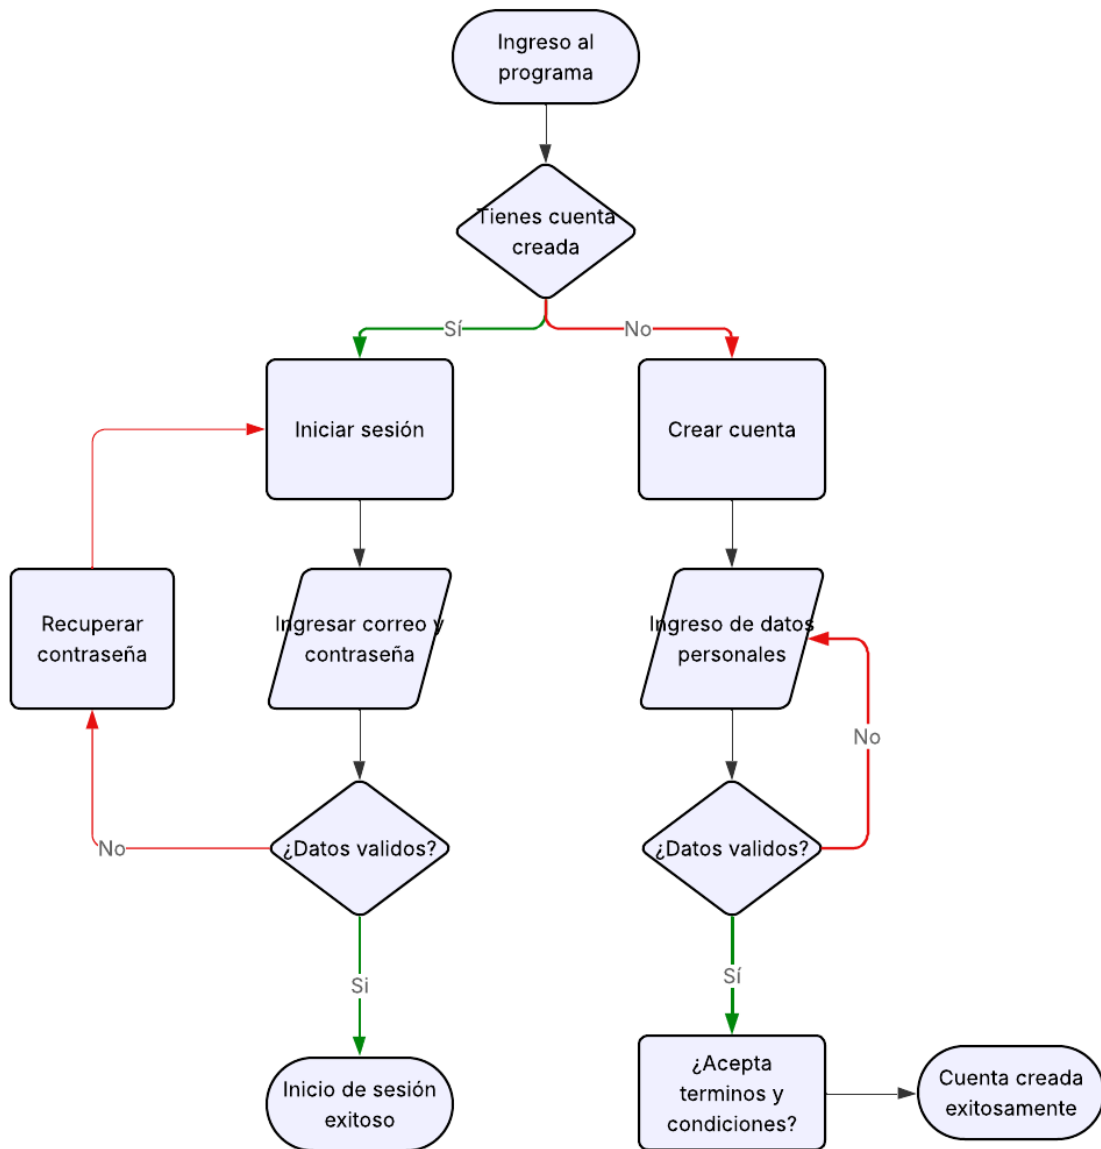 Ingreso al
programa
Tienes cuenta
creada
Sí
No
Iniciar sesión
Crear cuenta
Recuperar
contraseña
Ingresar correo y
contraseña
Ingreso de datos
personales
No
No
¿Datos validos?
¿Datos validos?
Si
Sí
Inicio de sesión
exitoso
¿Acepta
terminos y
condiciones?
Cuenta creada
exitosamente